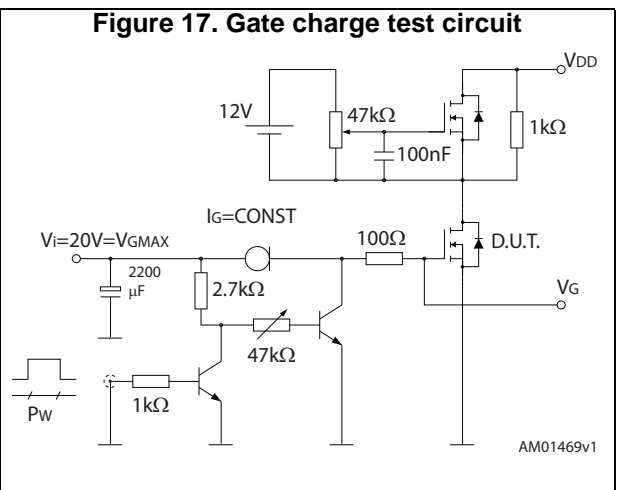 Figure 17. Gate charge test circuit
VDD
12V
47kΩ
1kΩ
100nF
IG=CONST
Vi=20V=VGMAX
100Ω
D.U.T.
2200
μF
2.7kΩ
VG
47kΩ
1kΩ
PW
AM01469v1